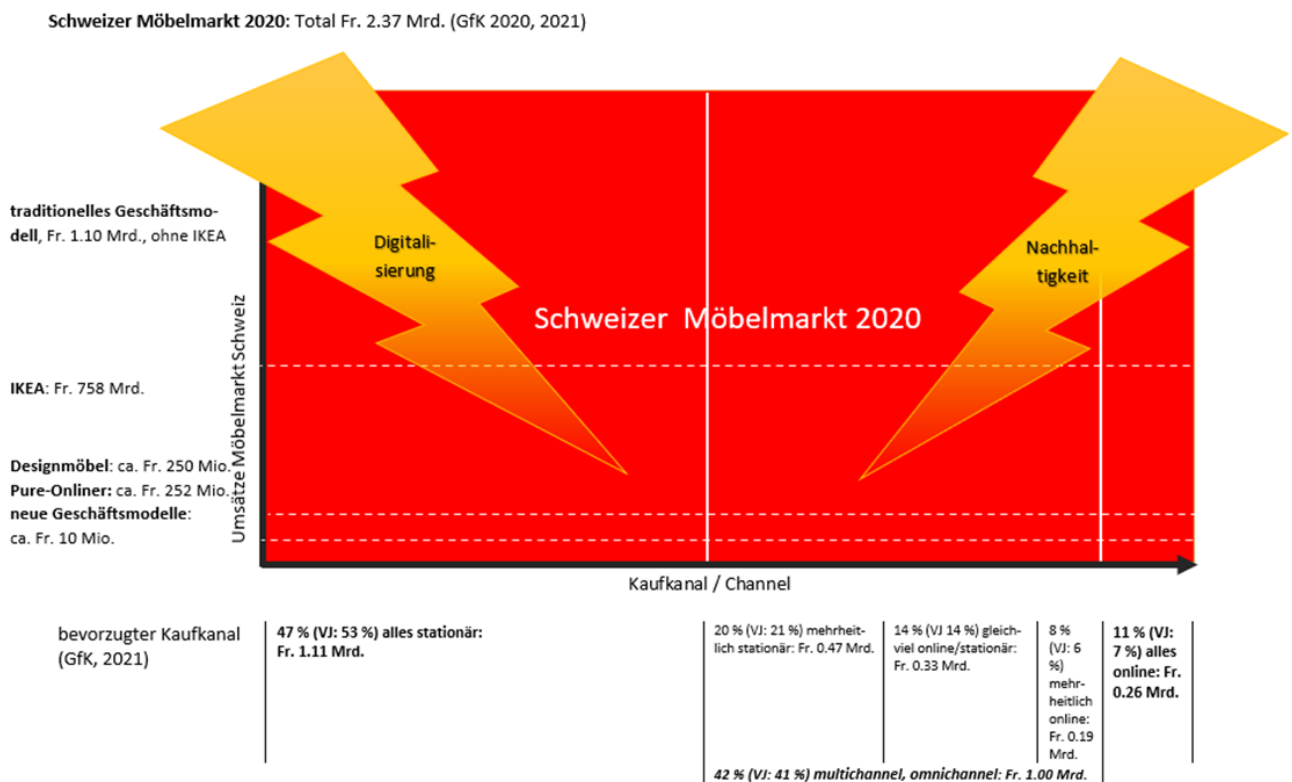 Schweizer Möbelmarkt 2020: Total Fr. 2.37 Mrd. (GfK 2020, 2021)
traditionelles Geschäftsmo-
dell, Fr. 1.10 Mrd., ohne IKEA
IKEA: Fr. 758 Mrd.
Designmöbel: ca. Fr. 250 Mio.
Pure-Onliner: ca. Fr. 252 Mio.
neue Geschäftsmodelle:
ca. Fr. 10 Mio.
Umsätze Möbelmarkt Schweiz
Digitali-
sierung
Nachhal-
tigkeit
Schweizer Möbelmarkt 2020
Kaufkanal / Channel
bevorzugter Kaufkanal
(GfK, 2021)
47 % (VJ: 53 %) alles stationär:
Fr. 1.11 Mrd.
20 % (VJ: 21 %) mehrheit-
lich stationär: Fr. 0.47 Mrd.
14 % (VJ 14 %) gleich-
viel online/stationär:
Fr. 0.33 Mrd.
8 %
(VJ: 6
%)
mehr-
heitlich
online:
Fr. 0.19
Mrd.
11 % (VJ:
7 %) alles
online: Fr.
0.26 Mrd.
42 % (VJ: 41 %) multichannel, omnichannel: Fr. 1.00 Mrd.